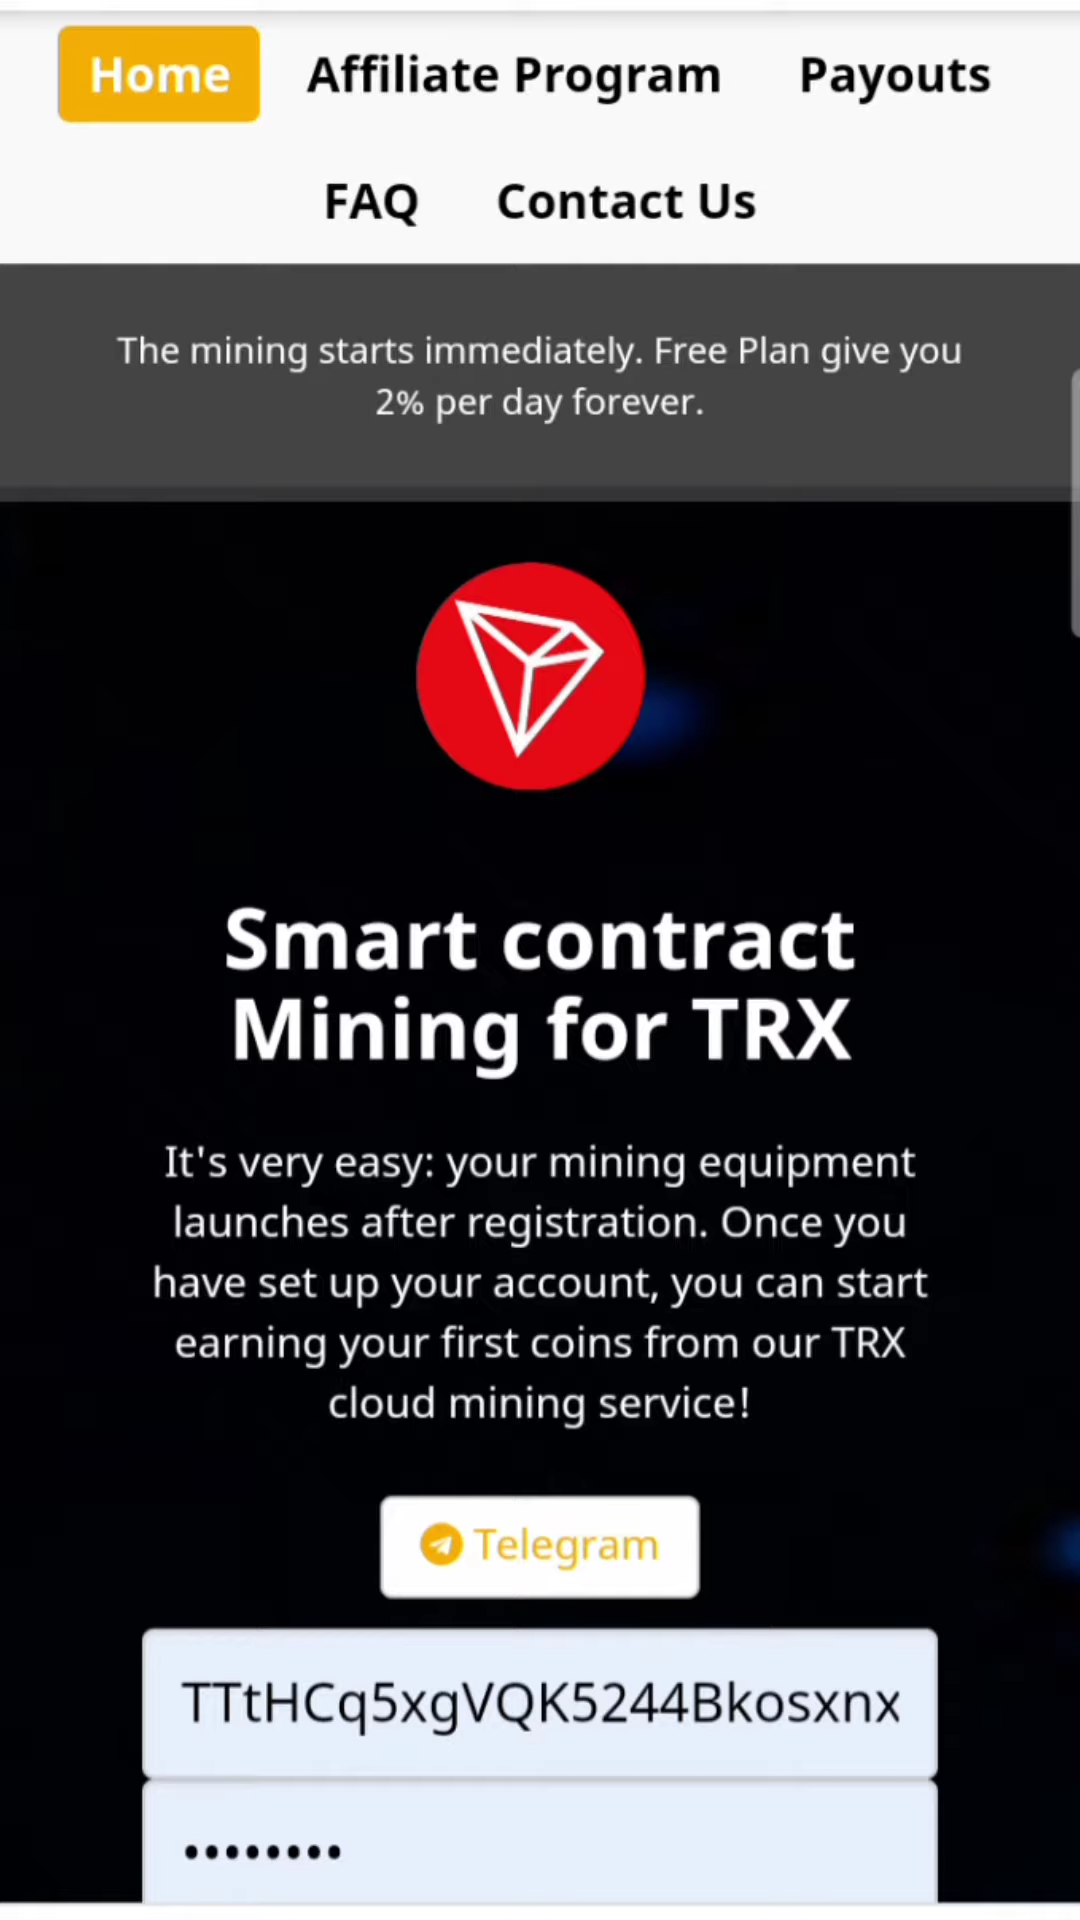 Home Affiliate Program Payouts
FAQ Contact Us
The mining starts immediately. Free Plan give you
2% per day forever.
Smart contract
Mining for TRX
It's very easy: your mining equipment
launches after registration. Once you
have set up your account, you can start
earning your first coins from our TRX
cloud mining service!
Telegram
TTtHCq5xgVQK5244Bkosxnx
••••••••